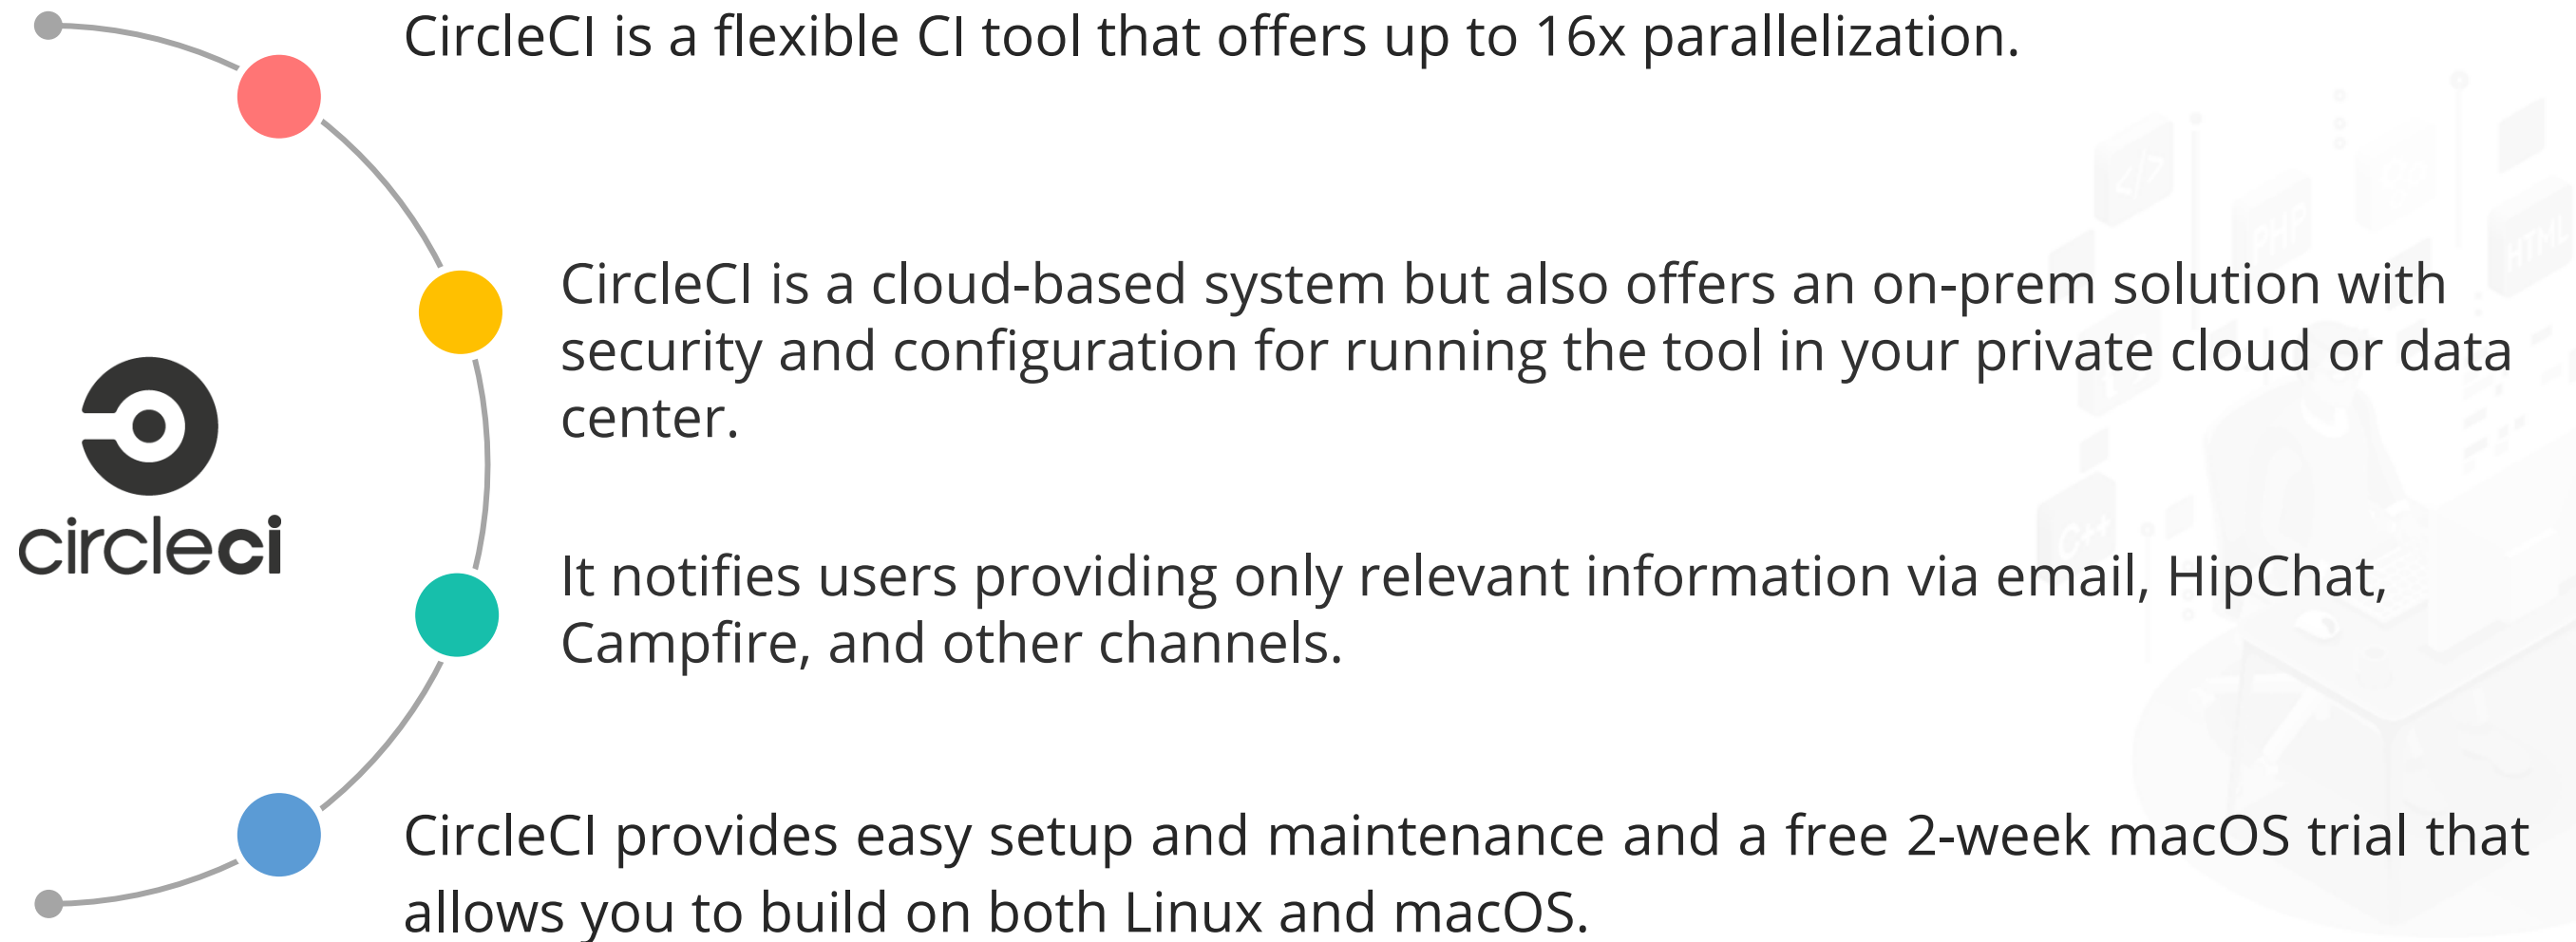 CircleCI is a flexible CI tool that offers up to 16x parallelization.
CircleCI is a cloud-based system but also offers an on-prem solution with
security and configuration for running the tool in your private cloud or data
center.
circleci
It notifies users providing only relevant information via email, HipChat,
Campfire, and other channels.
CircleCI provides easy setup and maintenance and a free 2-week macOS trial that
allows you to build on both Linux and macOS.
</>
PHP
HTML
C++